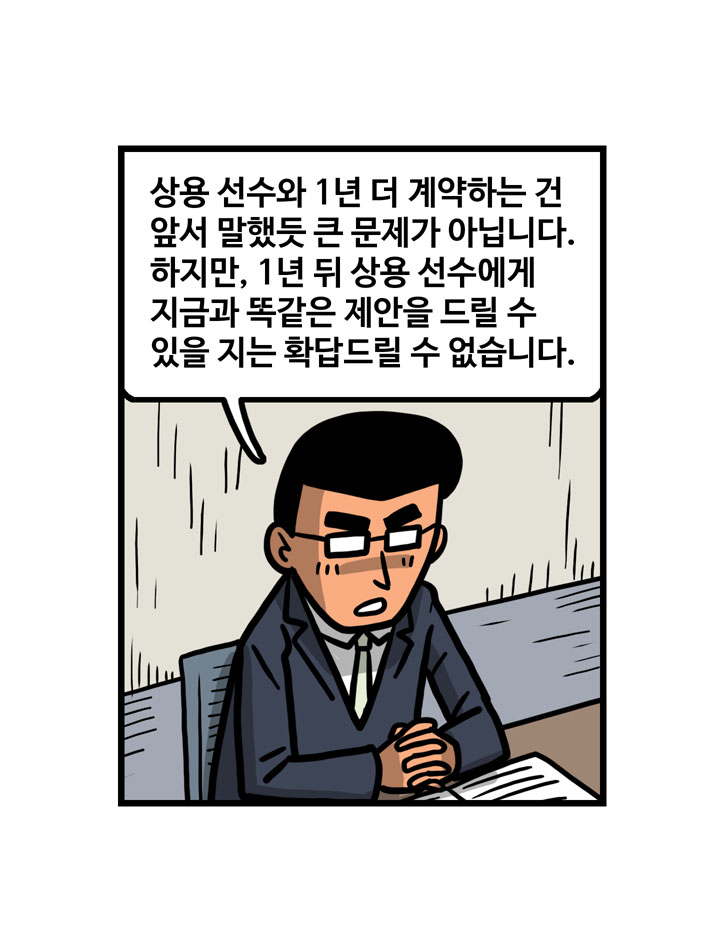 상용 선수와 1년 더 계약하는 건
앞서 말했듯 큰 문제가 아닙니다.
하지만, 1년 뒤 상용 선수에게
지금과 똑같은 제안을 드릴 수
있을 지는 확답드릴 수 없습니다.